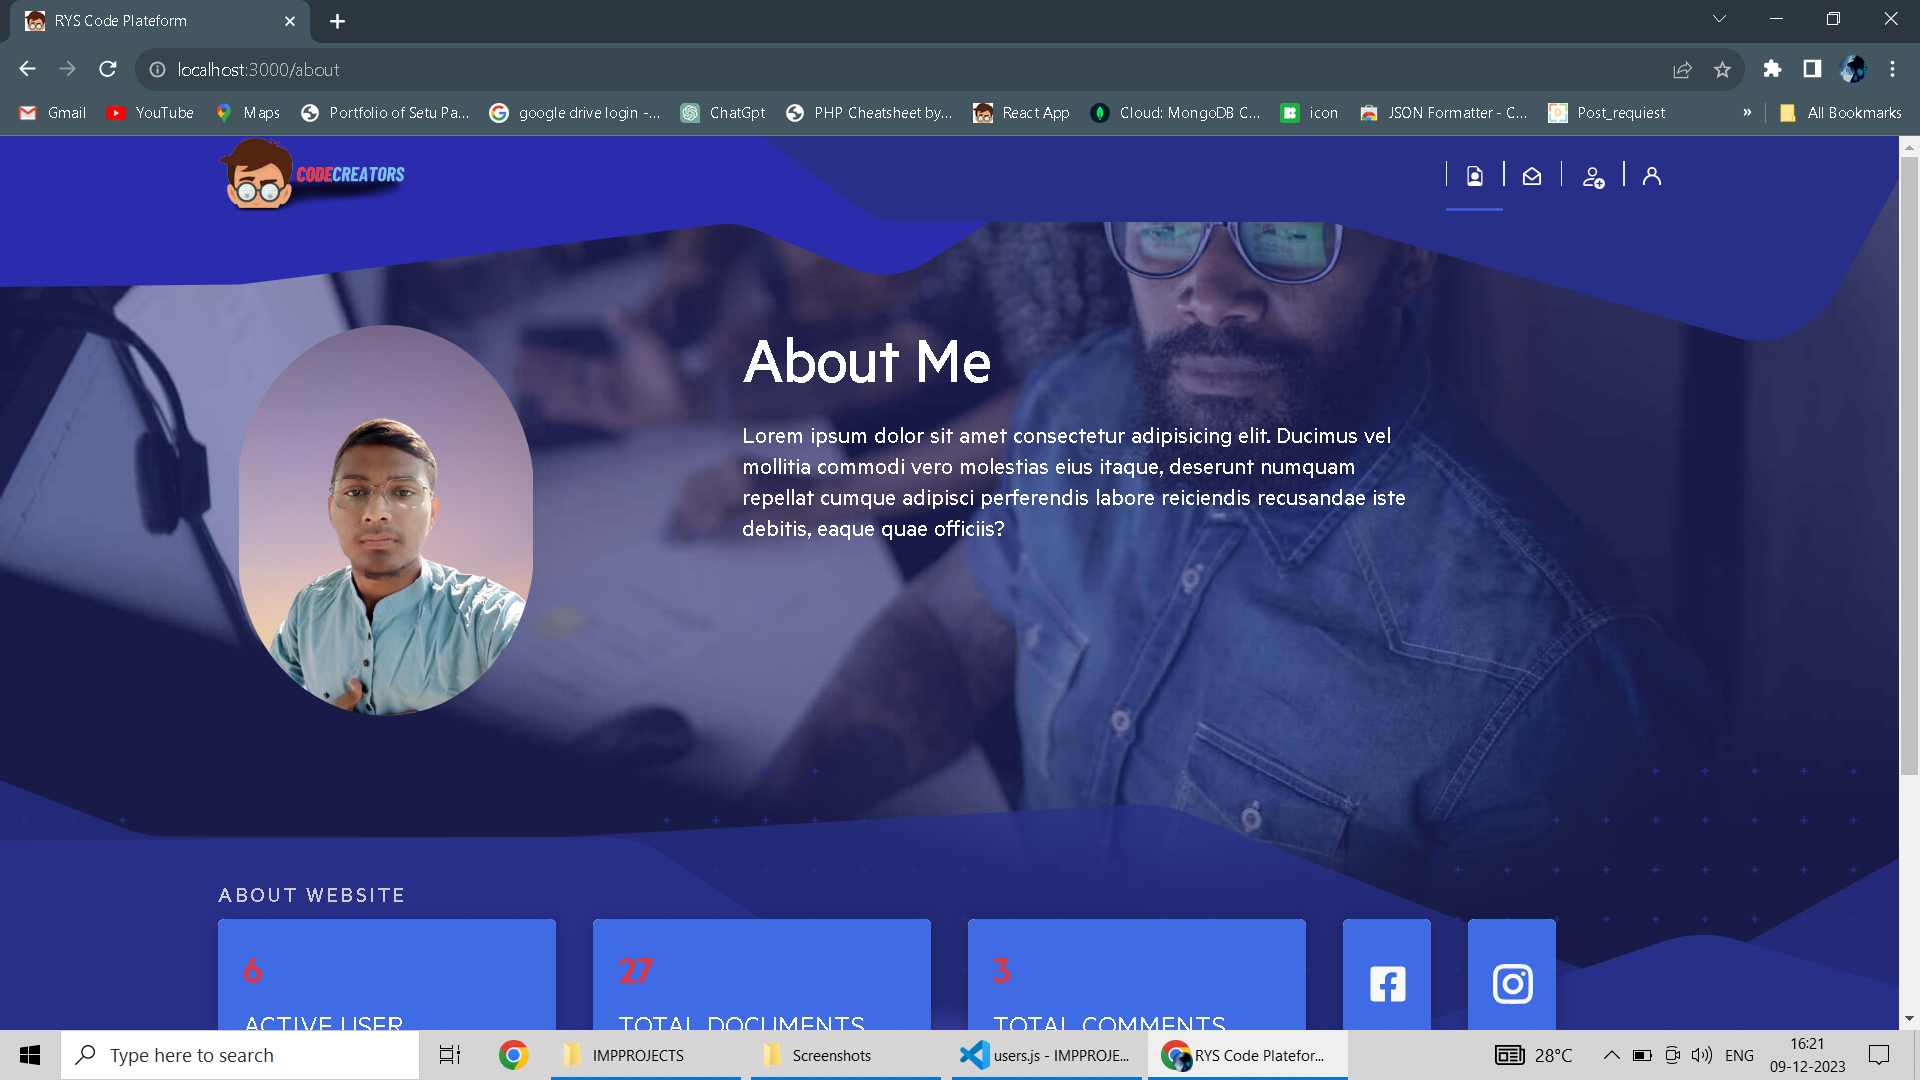 RYS Code Plateform
localhost:3000/about
Gmail
YouTube
Maps
Portfolio of Setu Pa...
google drive login -...
ChatGpt
PHP Cheatsheet by...
React App
Cloud: MongoDB C...
icon
JSON Formatter - C...
Post_requiest
»
All Bookmarks
CODECREATORS
About Me
Lorem ipsum dolor sit amet consectetur adipisicing elit. Ducimus vel
mollitia commodi vero molestias eius itaque, deserunt numquam
repellat cumque adipisci perferendis labore reiciendis recusandae iste
debitis, eaque quae officiis?
ABOUT WEBSITE
6
ACTIVE USER
27
TOTAL DOCUMENTS
3
TOTAL COMMENTS
Type here to search
IMPPROJECTS
Screenshots
users.js - IMPPROJE...
RYS Code Platefor...
28°C
ENG
16:21
09-12-2023